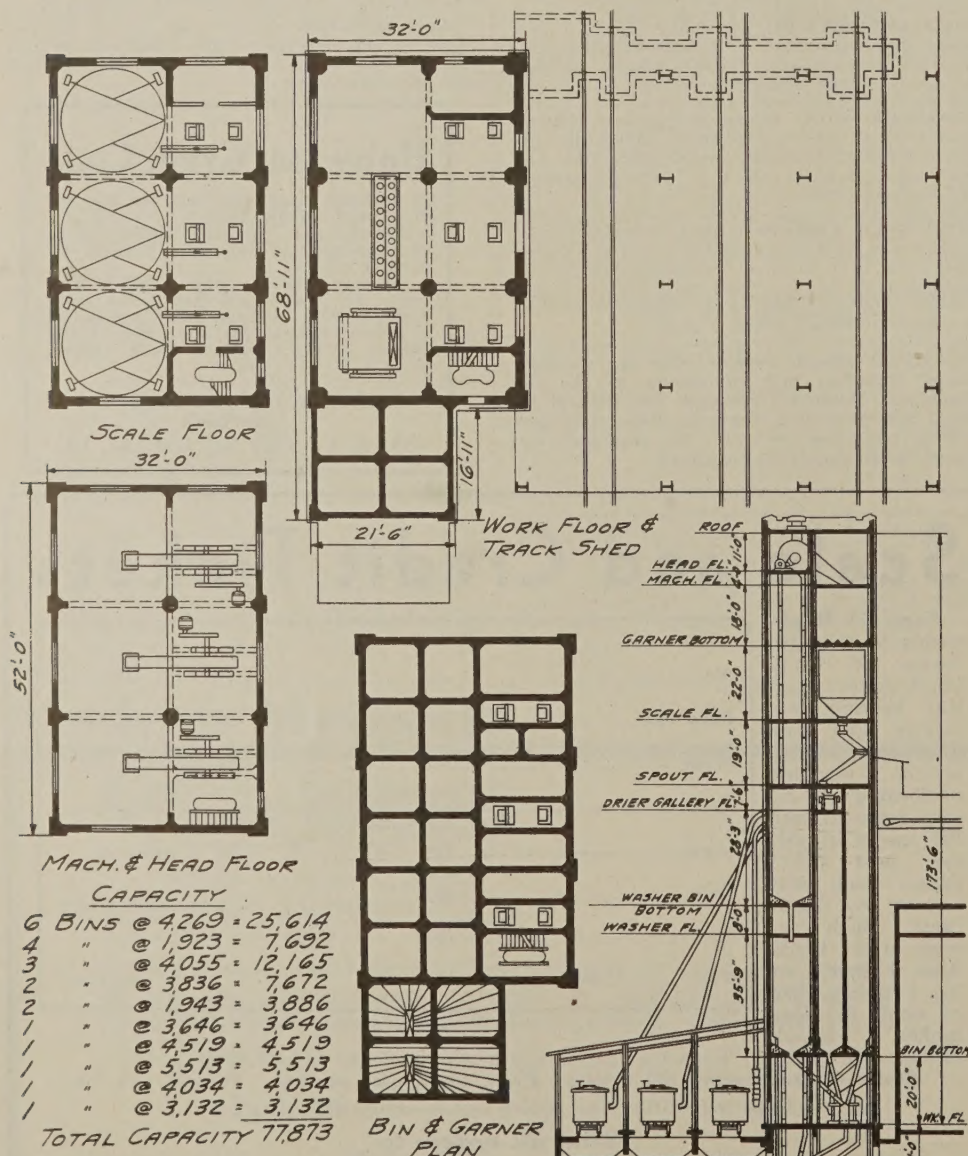 32'-0"
68'-11"
SCALE FLOOR
32'-0"
52'-0"
16'-11"
21'-6"
WORK FLOOR &
TRACK SHED
MACH. & HEAD FLOOR
CAPACITY
6 BINS @ 4,269 = 25,614
4 " @ 1,923 = 7,692
3 " @ 4,055 = 12,165
2 " @ 3,836 = 7,672
2 " @ 1,943 = 3,886
1 " @ 3,646 = 3,646
1 " @ 4,519 = 4,519
1 " @ 5,513 = 5,513
1 " @ 4,034 = 4,034
1 " @ 3,132 = 3,132
TOTAL CAPACITY 77,873
BIN & GARNER
PLAN
ROOF
11'-0"
HEAD FL.
MACH. FL.
18'-0"
GARNER BOTTOM
22'-0"
SCALE FL.
19'-0"
SPOUT FL.
7'-6"
DRIER GALLERY FL.
28'-3"
WASHER BIN
BOTTOM
8'-0"
WASHER FL.
35'-9"
BIN BOTTOM
20'-0"
WK. FL
173'-6"